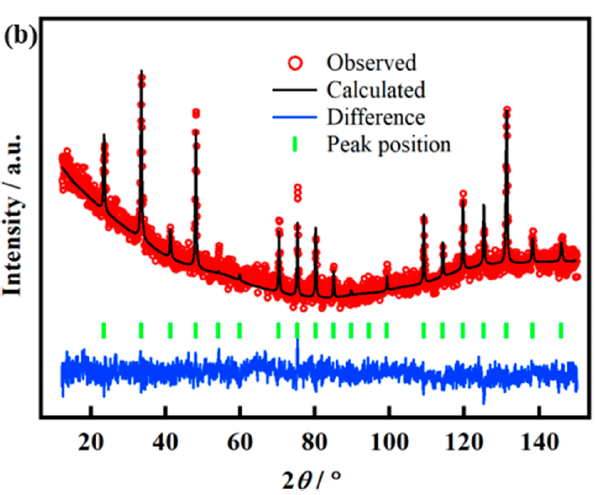 (b)
Observed
Calculated
Difference
Peak position
Intensity / a.u.
20 40 60 80 100 120 140
2θ / °